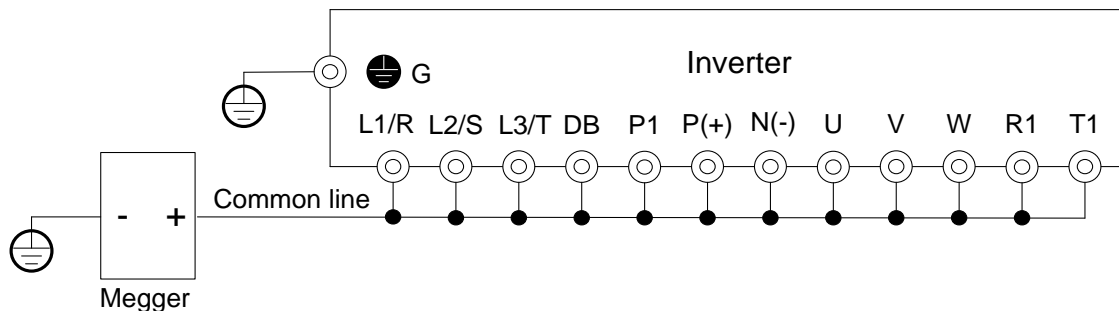 Inverter
G
L1/R L2/S L3/T DB P1 P(+) N(-) U V W R1 T1
Common line
- +
Megger